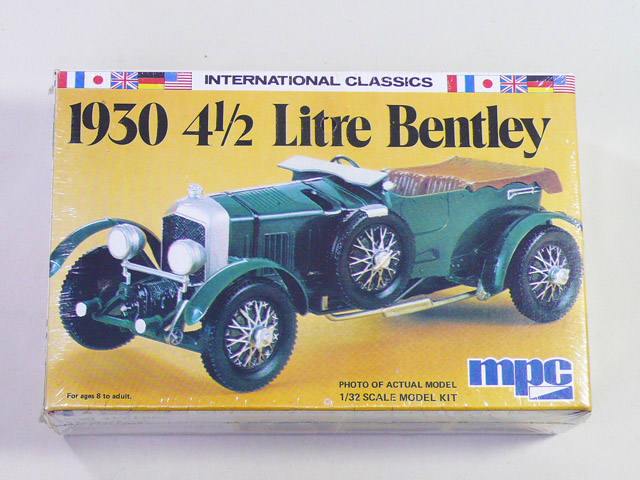 INTERNATIONAL CLASSICS
1930 4½ Litre Bentley
For ages 8 to adult.
PHOTO OF ACTUAL MODEL
1/32 SCALE MODEL KIT
mpc